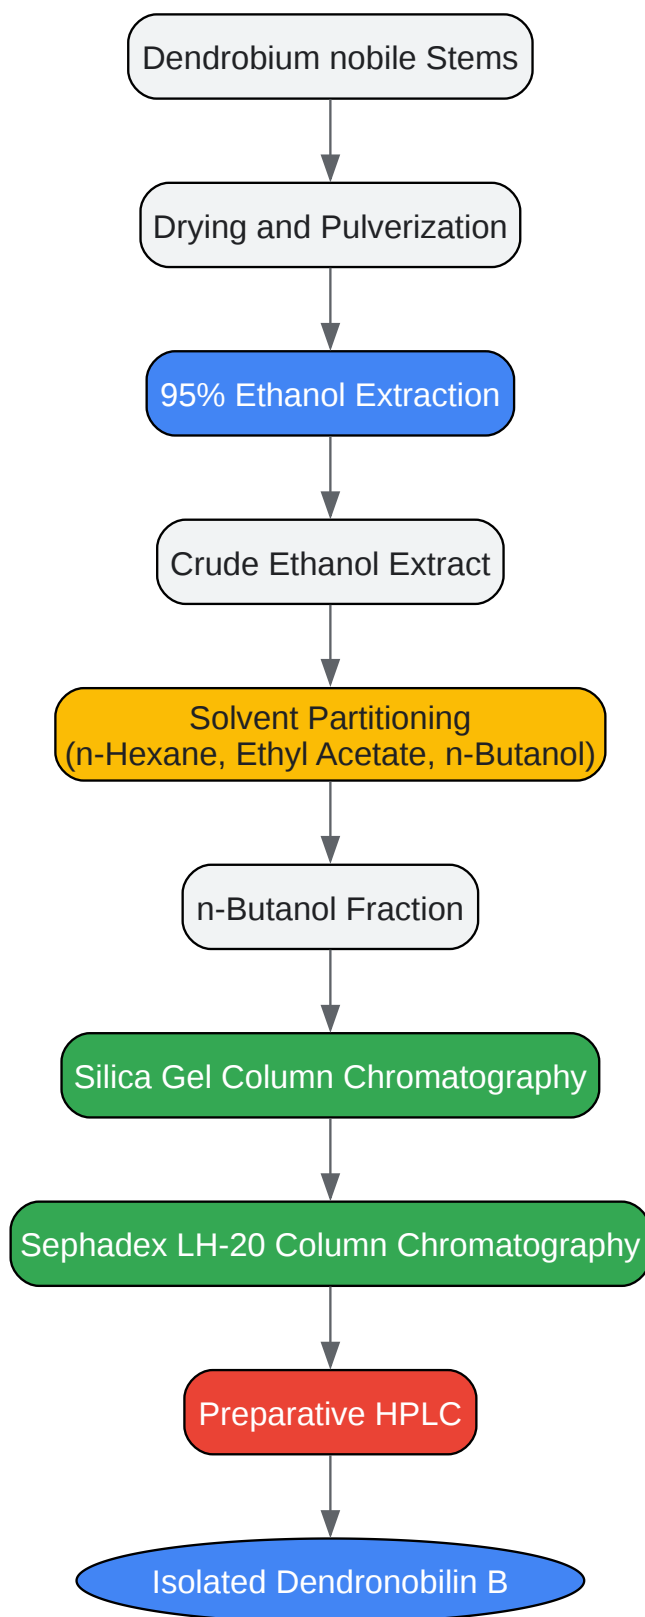 Dendrobium nobile Stems
Drying and Pulverization
95% Ethanol Extraction
Crude Ethanol Extract
Solvent Partitioning
(n-Hexane, Ethyl Acetate, n-Butanol)
n-Butanol Fraction
Silica Gel Column Chromatography
Sephadex LH-20 Column Chromatography
Preparative HPLC
Isolated Dendronobilin B